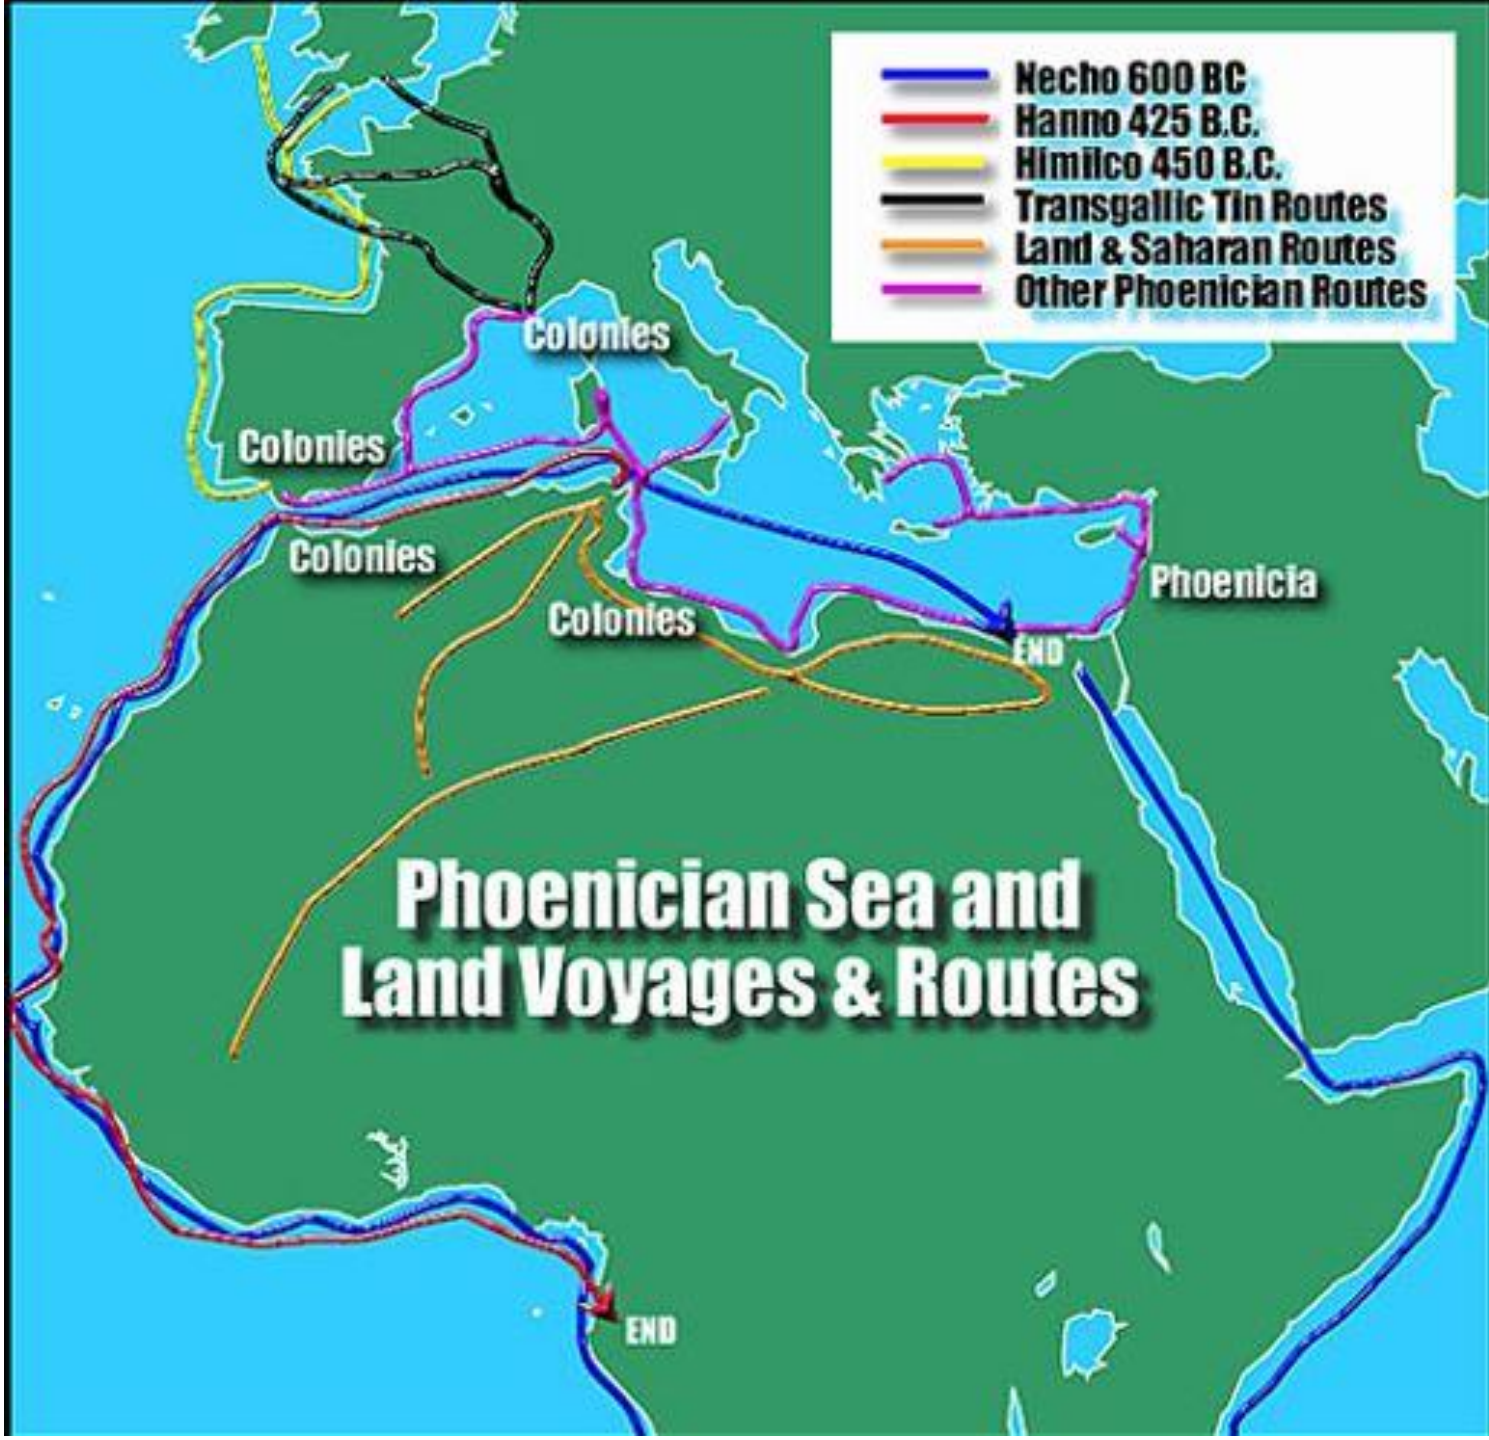 Necho 600 BC
Hanno 425 B.C.
Himilco 450 B.C.
Transgallic Tin Routes
Land & Saharan Routes
Other Phoenician Routes
Colonies
Colonies
Colonies
Phoenicia
Colonies
END
Phoenician Sea and
Land Voyages & Routes
END